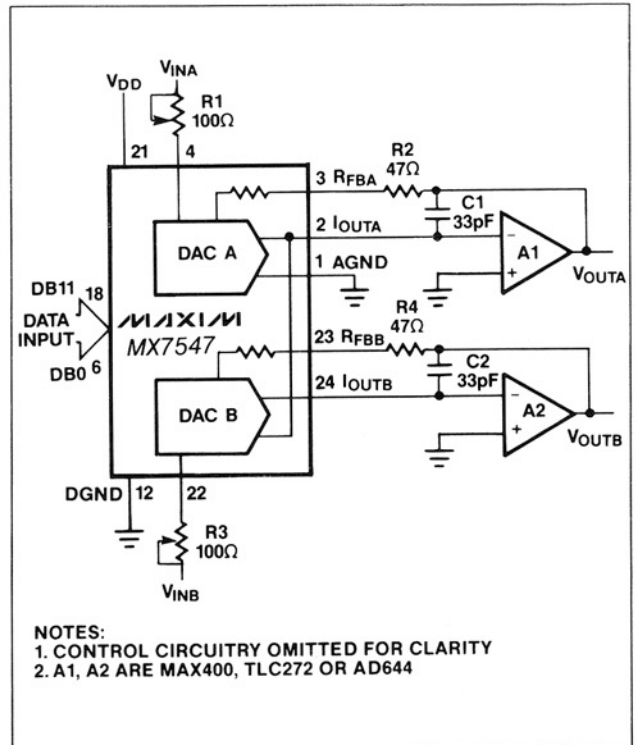 VINA
VDD
R1
100Ω
21
4
3 RFBA
R2
47Ω
C1
33pF
2 IOUTA
DAC A
1 AGND
A1
VOUTA
DB11 18
DATA
INPUT
DB0 6
MAXIM
MX7547
23 RFBB
R4
47Ω
C2
33pF
24 IOUTB
DAC B
A2
VOUTB
DGND
12
22
R3
100Ω
VINB
NOTES:
1. CONTROL CIRCUITRY OMITTED FOR CLARITY
2. A1, A2 ARE MAX400, TLC272 OR AD644